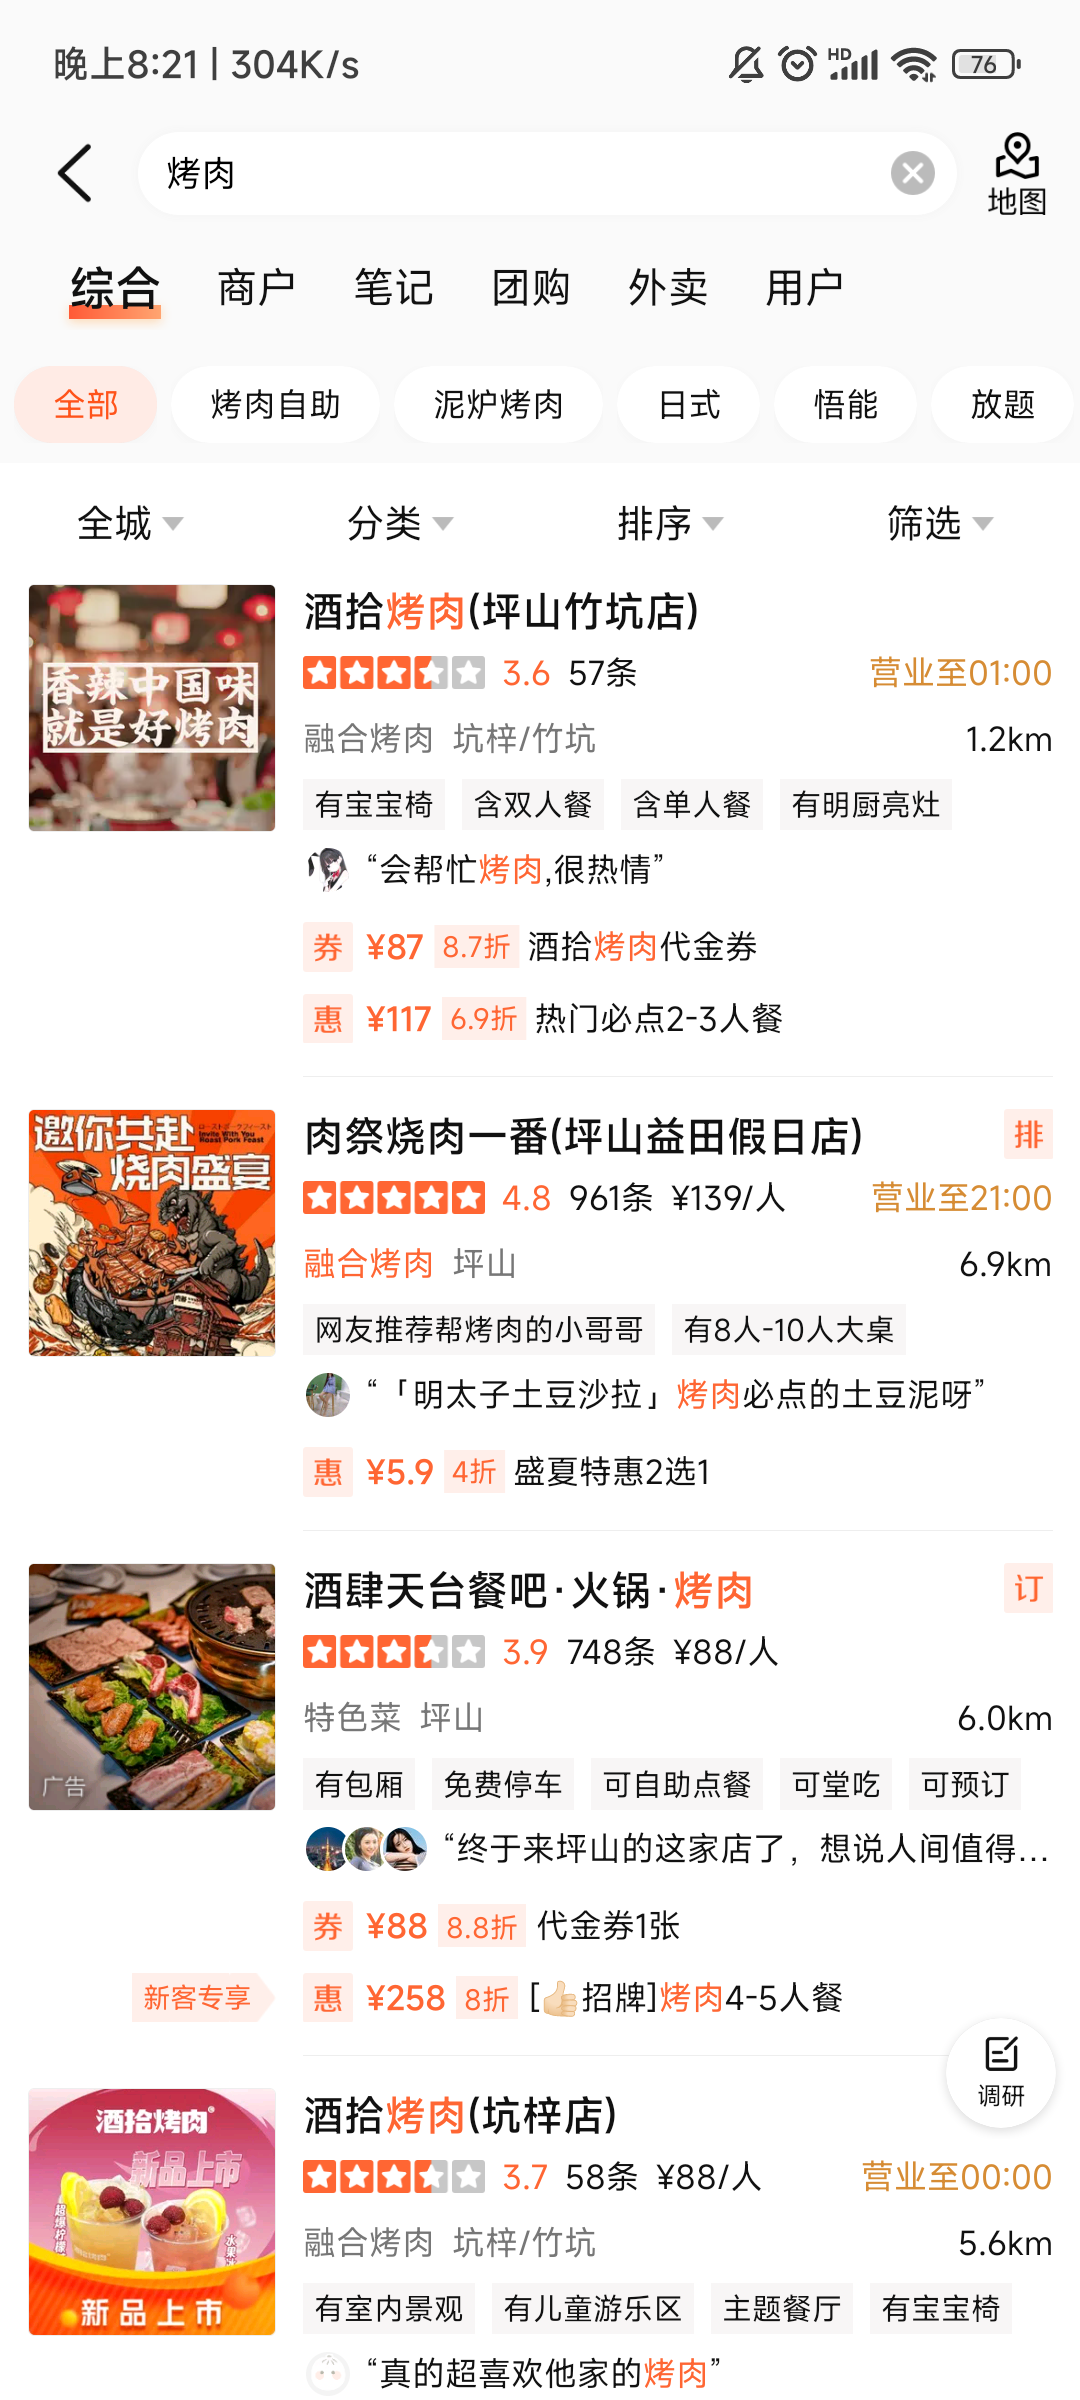 晚上8:21 | 304K/s
HD
76
烤肉
地图
综合 商户 笔记 团购 外卖 用户
全部 烤肉自助 泥炉烤肉 日式 悟能 放题
全城 分类 排序 筛选
香辣中国味
就是好烤肉
酒拾烤肉(坪山竹坑店)
3.6 57条 营业至01:00
融合烤肉 坑梓/竹坑 1.2km
有宝宝椅 含双人餐 含单人餐 有明厨亮灶
“会帮忙烤肉,很热情”
券 ¥87 8.7折 酒拾烤肉代金券
惠 ¥117 6.9折 热门必点2-3人餐
邀你共赴
Invite With You
Roast Pork Feast
烧肉盛宴
肉祭烧肉一番(坪山益田假日店) 排
4.8 961条 ¥139/人 营业至21:00
融合烤肉 坪山 6.9km
网友推荐帮烤肉的小哥哥 有8人-10人大桌
“「明太子土豆沙拉」烤肉必点的土豆泥呀”
惠 ¥5.9 4折 盛夏特惠2选1
广告
酒肆天台餐吧·火锅·烤肉 订
3.9 748条 ¥88/人
特色菜 坪山 6.0km
有包厢 免费停车 可自助点餐 可堂吃 可预订
“终于来坪山的这家店了，想说人间值得...
券 ¥88 8.8折 代金券1张
新客专享 惠 ¥258 8折 [👍🏻招牌]烤肉4-5人餐
调研
酒拾烤肉
新品上市
新品上市
酒拾烤肉(坑梓店)
3.7 58条 ¥88/人 营业至00:00
融合烤肉 坑梓/竹坑 5.6km
有室内景观 有儿童游乐区 主题餐厅 有宝宝椅
“真的超喜欢他家的烤肉”